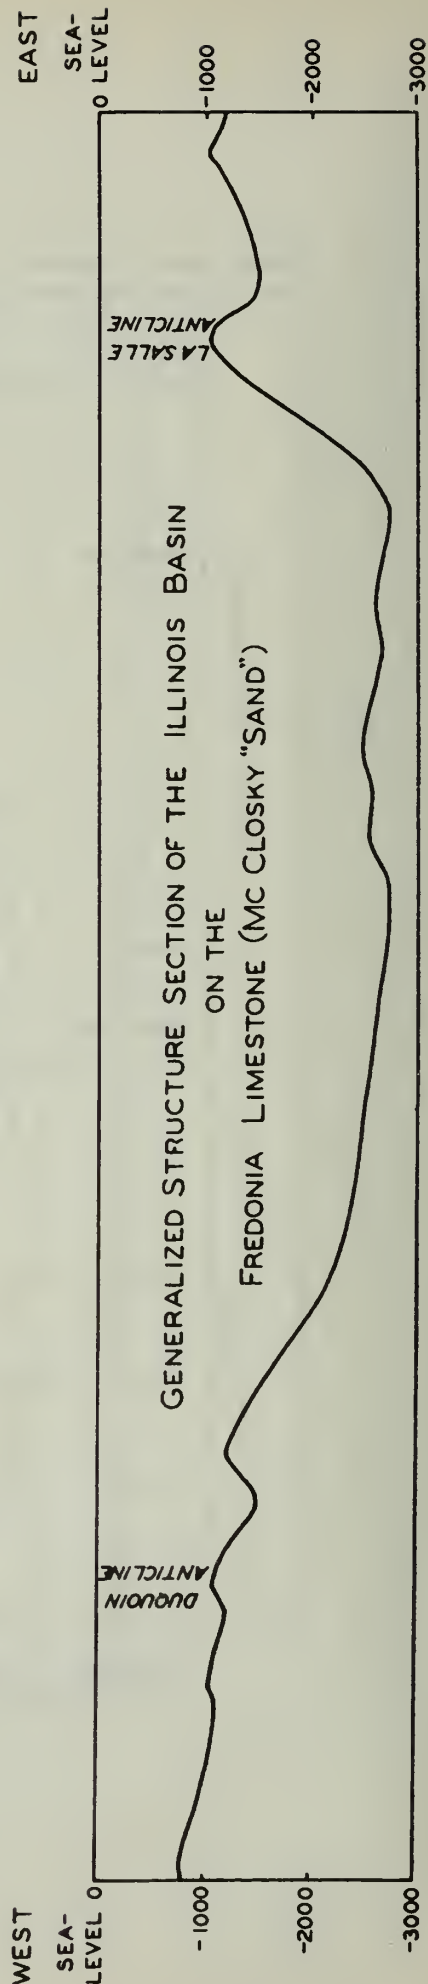 WEST
SEA-
LEVEL 0
-1000
-2000
-3000
DUQUOIN
ANTICLINE
GENERALIZED STRUCTURE SECTION OF THE ILLINOIS BASIN
ON THE
FREDONIA LIMESTONE (MC CLOSKY "SAND")
LA SALLE
ANTICLINE
EAST
SEA-
0 LEVEL
-1000
-2000
-3000